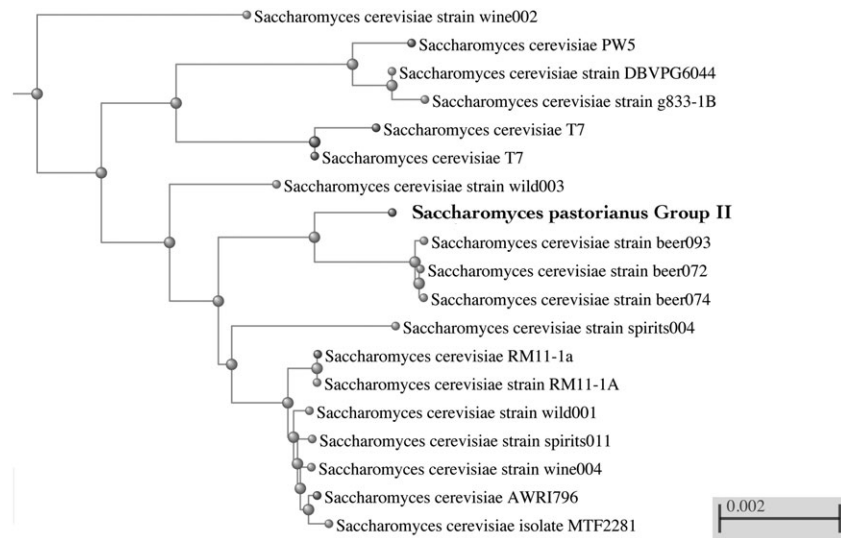 Saccharomyces cerevisiae strain wine002
Saccharomyces cerevisiae PW5
Saccharomyces cerevisiae strain DBVPG6044
Saccharomyces cerevisiae strain g833-1B
Saccharomyces cerevisiae T7
Saccharomyces cerevisiae T7
Saccharomyces cerevisiae strain wild003
Saccharomyces pastorianus Group II
Saccharomyces cerevisiae strain beer093
Saccharomyces cerevisiae strain beer072
Saccharomyces cerevisiae strain beer074
Saccharomyces cerevisiae strain spirits004
Saccharomyces cerevisiae RM11-1a
Saccharomyces cerevisiae strain RM11-1A
Saccharomyces cerevisiae strain wild001
Saccharomyces cerevisiae strain spirits011
Saccharomyces cerevisiae strain wine004
Saccharomyces cerevisiae AWRI796
Saccharomyces cerevisiae isolate MTF2281
0.002